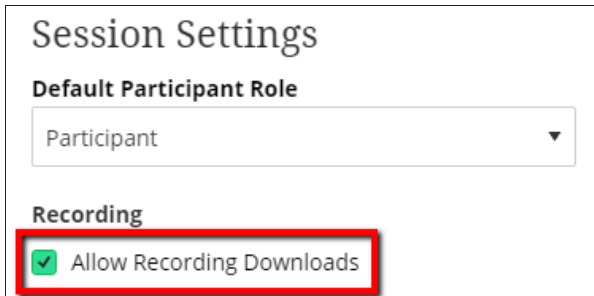 Session Settings
Default Participant Role
Participant
Recording
Allow Recording Downloads